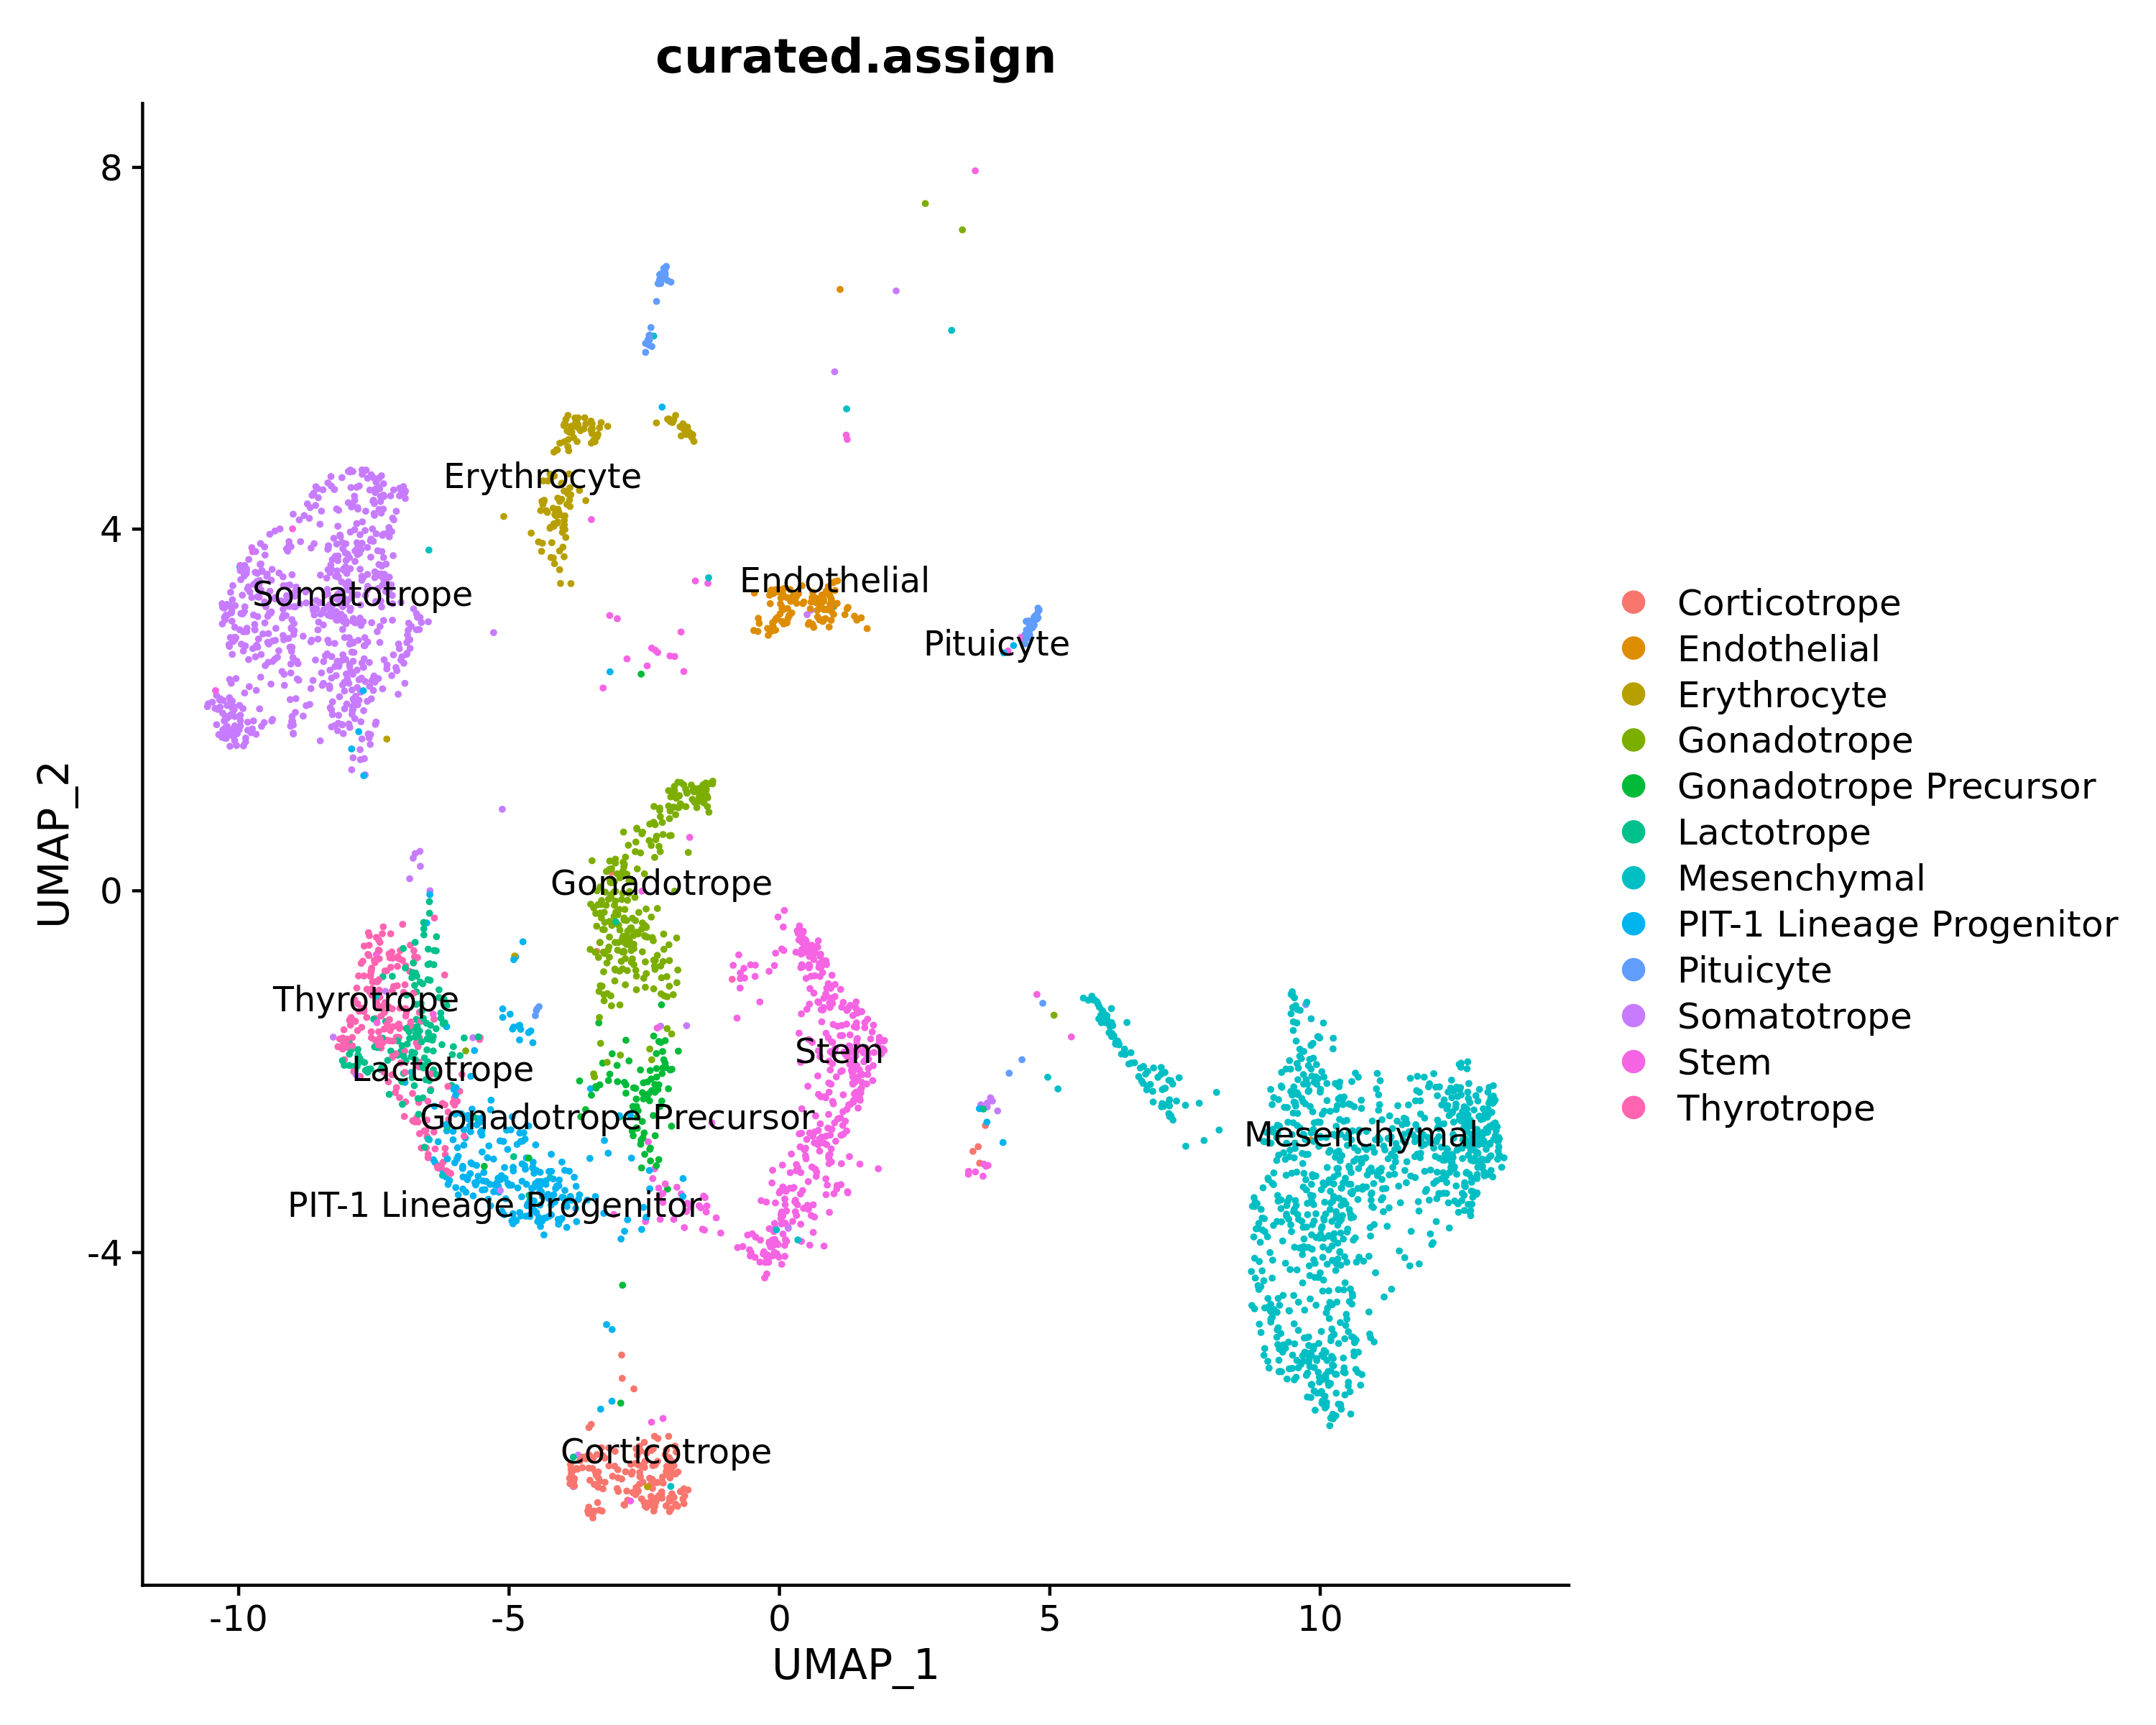 curated.assign
8
4
0
-4
UMAP_2
-10
-5
0
5
10
UMAP_1
Erythrocyte
Somatotrope
Endothelial
Pituicyte
Gonadotrope
Thyrotrope
Stem
Lactotrope
Gonadotrope Precursor
Mesenchymal
PIT-1 Lineage Progenitor
Corticotrope
Corticotrope
Endothelial
Erythrocyte
Gonadotrope
Gonadotrope Precursor
Lactotrope
Mesenchymal
PIT-1 Lineage Progenitor
Pituicyte
Somatotrope
Stem
Thyrotrope